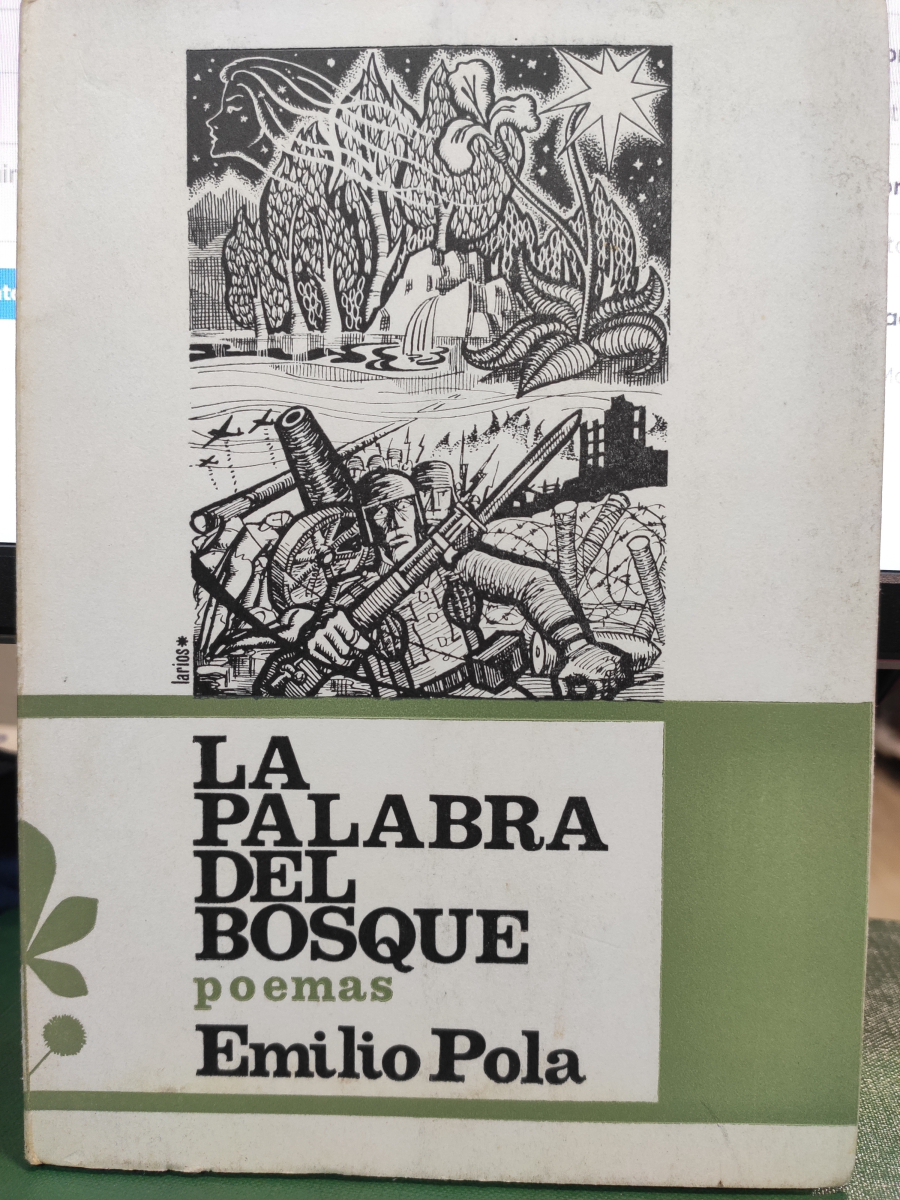 larios*
LA
PALABRA
DEL
BOSQUE
poemas
Emilio Pola